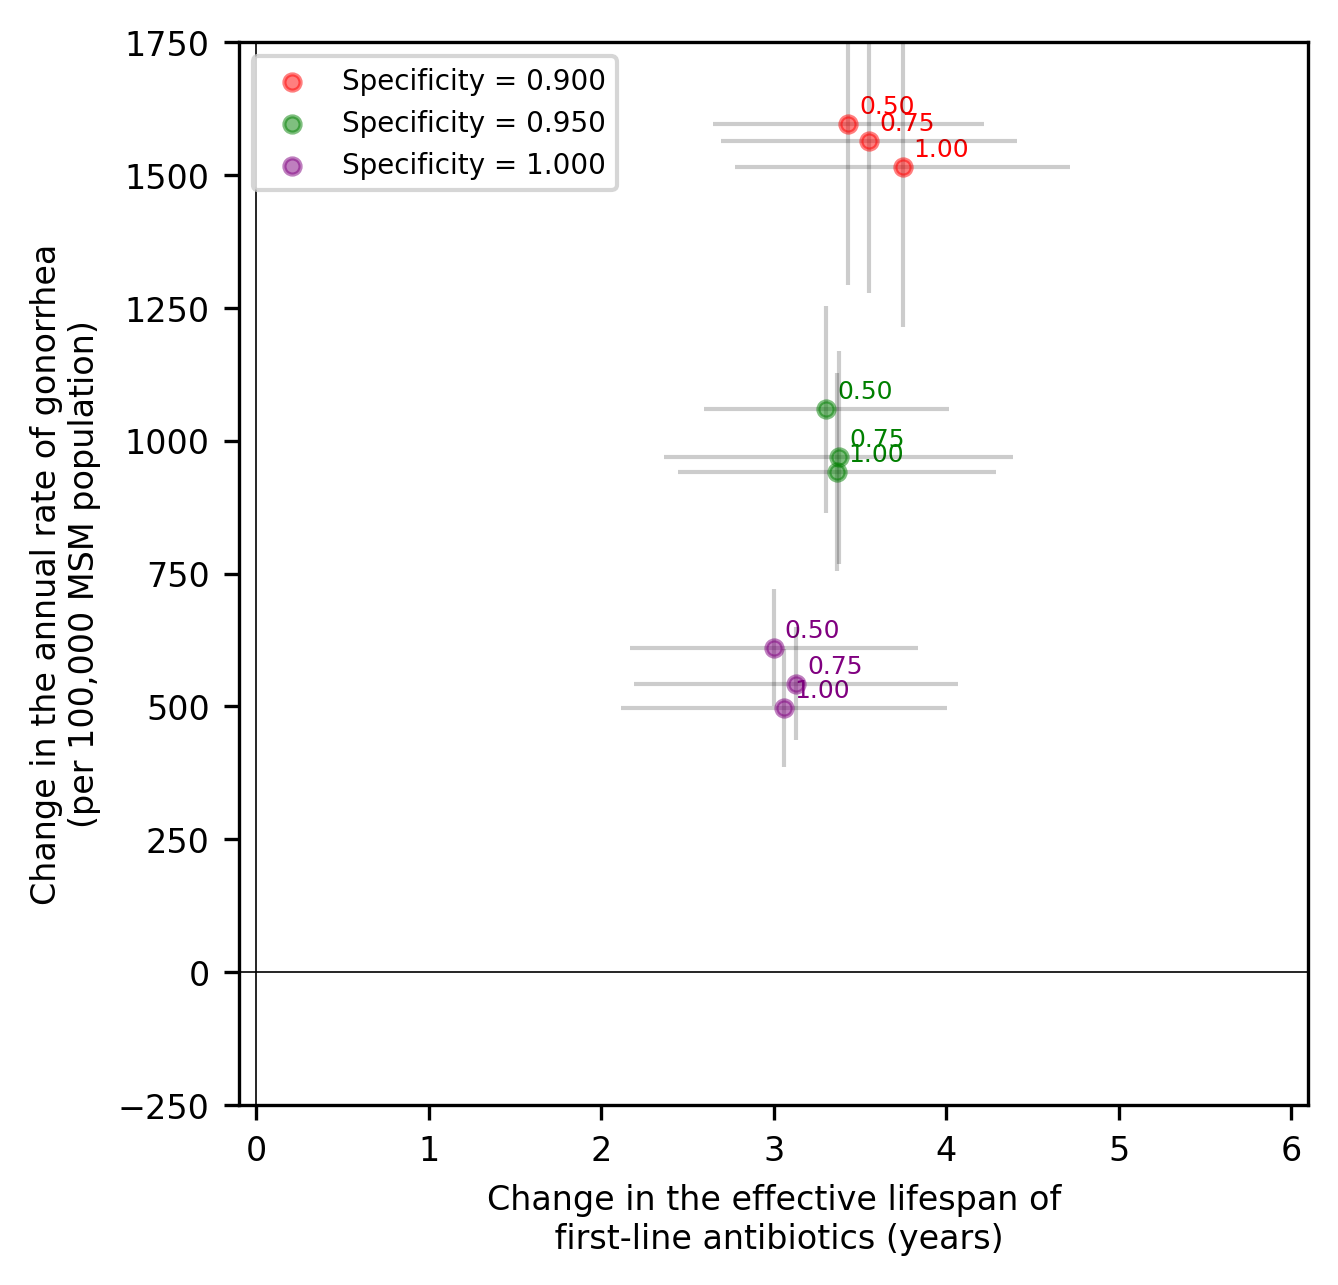 1750
1500
1250
1000
750
500
250
0
−250
Change in the annual rate of gonorrhea
(per 100,000 MSM population)
Specificity = 0.900
Specificity = 0.950
Specificity = 1.000
0.50
0.75
1.00
0.50
0.75
1.00
0.50
0.75
1.00
0 1 2 3 4 5 6
Change in the effective lifespan of
first-line antibiotics (years)